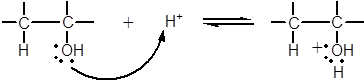 C C + H⁺ C C
H OH H + OH
H